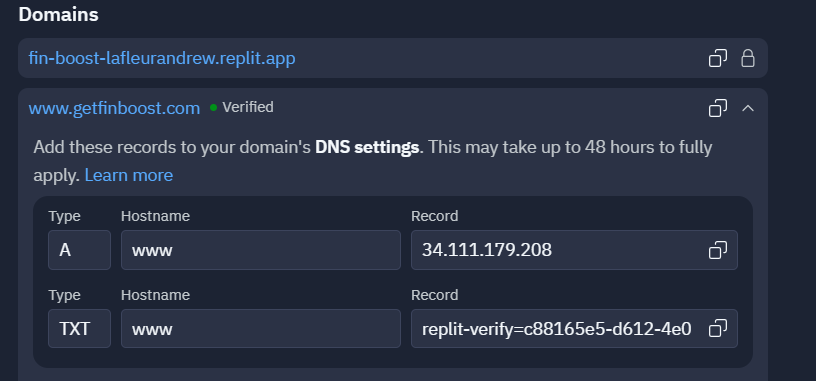 Domains
fin-boost-lafleurandrew.replit.app
www.getfinboost.com Verified
Add these records to your domain's DNS settings. This may take up to 48 hours to fully
apply. Learn more
Type Hostname Record
A www 34.111.179.208
Type Hostname Record
TXT www replit-verify=c88165e5-d612-4e0